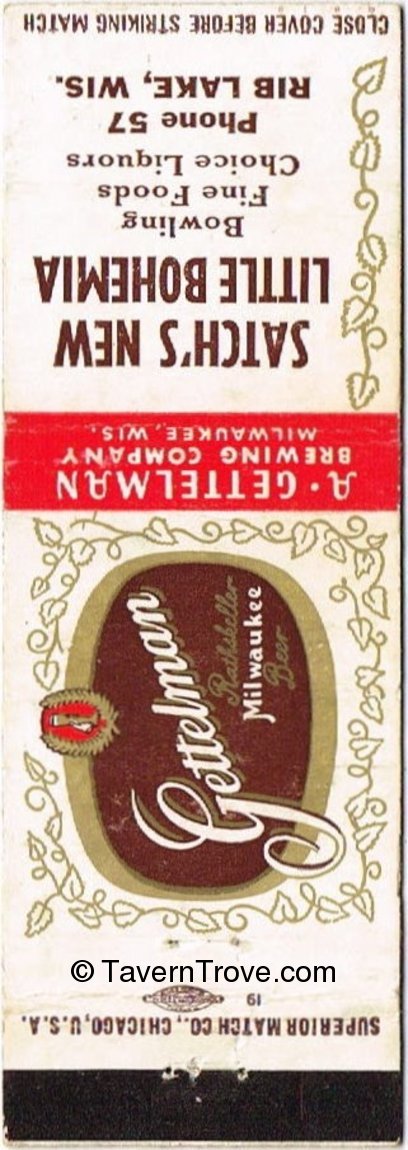 CLOSE COVER BEFORE STRIKING MATCH
SATCH'S NEW
LITTLE BOHEMIA
Bowling
Fine Foods
Choice Liquors
Phone 57
RIB LAKE, WIS.
A·GETTELMAN
BREWING COMPANY
MILWAUKEE, WIS.
Gettelman
Rathskeller
Milwaukee
Beer
© TavernTrove.com
19
SUPERIOR MATCH CO., CHICAGO, U.S.A.